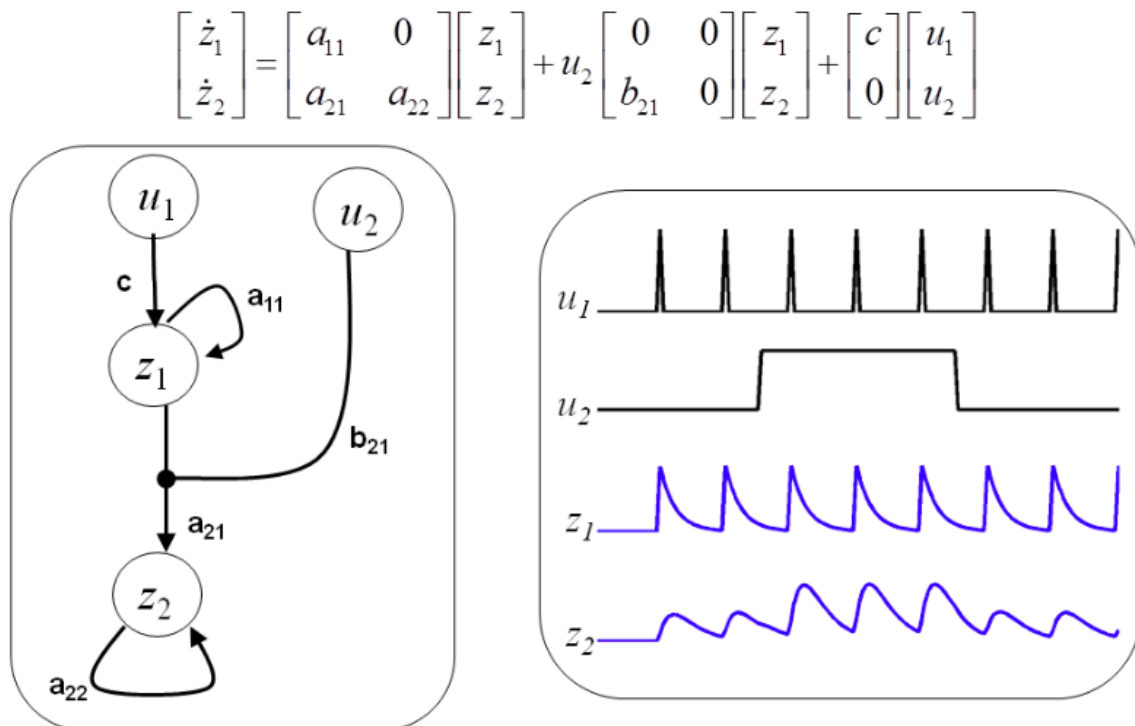 [ż₁ ż₂] = [a₁₁ 0 a₂₁ a₂₂] [z₁ z₂] + u₂ [0 0 b₂₁ 0] [z₁ z₂] + [c 0] [u₁ u₂]
u₁
u₂
c
a₁₁
z₁
b₂₁
a₂₁
z₂
a₂₂
u₁
u₂
z₁
z₂